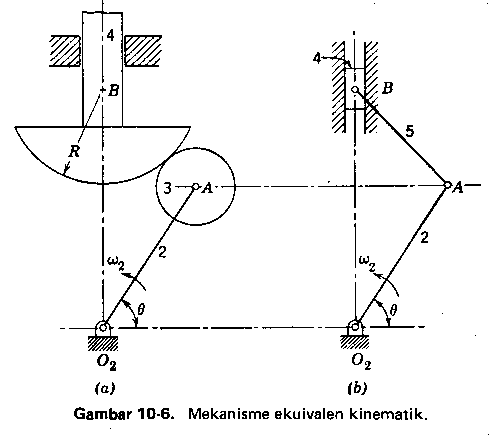 4
B
R
3
A
2
ω₂
θ
O₂
(a)
4
B
5
A
2
ω₂
θ
O₂
(b)
Gambar 10-6. Mekanisme ekuivalen kinematik.